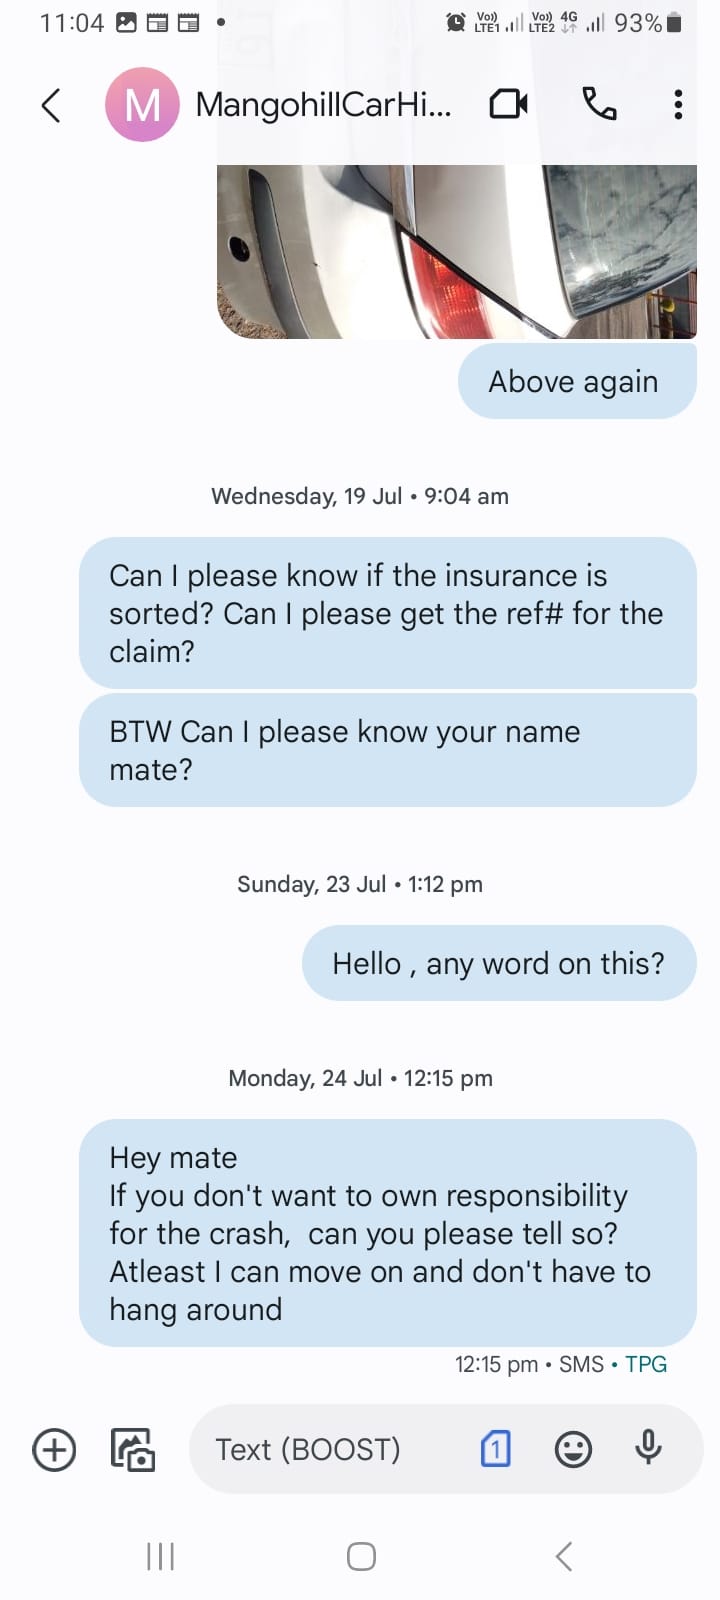 11:04
Vo)) LTE1 Vo)) LTE2 4G 93%
M MangohillCarHi...
Above again
Wednesday, 19 Jul • 9:04 am
Can I please know if the insurance is
sorted? Can I please get the ref# for the
claim?
BTW Can I please know your name
mate?
Sunday, 23 Jul • 1:12 pm
Hello , any word on this?
Monday, 24 Jul • 12:15 pm
Hey mate
If you don't want to own responsibility
for the crash,  can you please tell so?
Atleast I can move on and don't have to
hang around
12:15 pm • SMS • TPG
Text (BOOST) 1